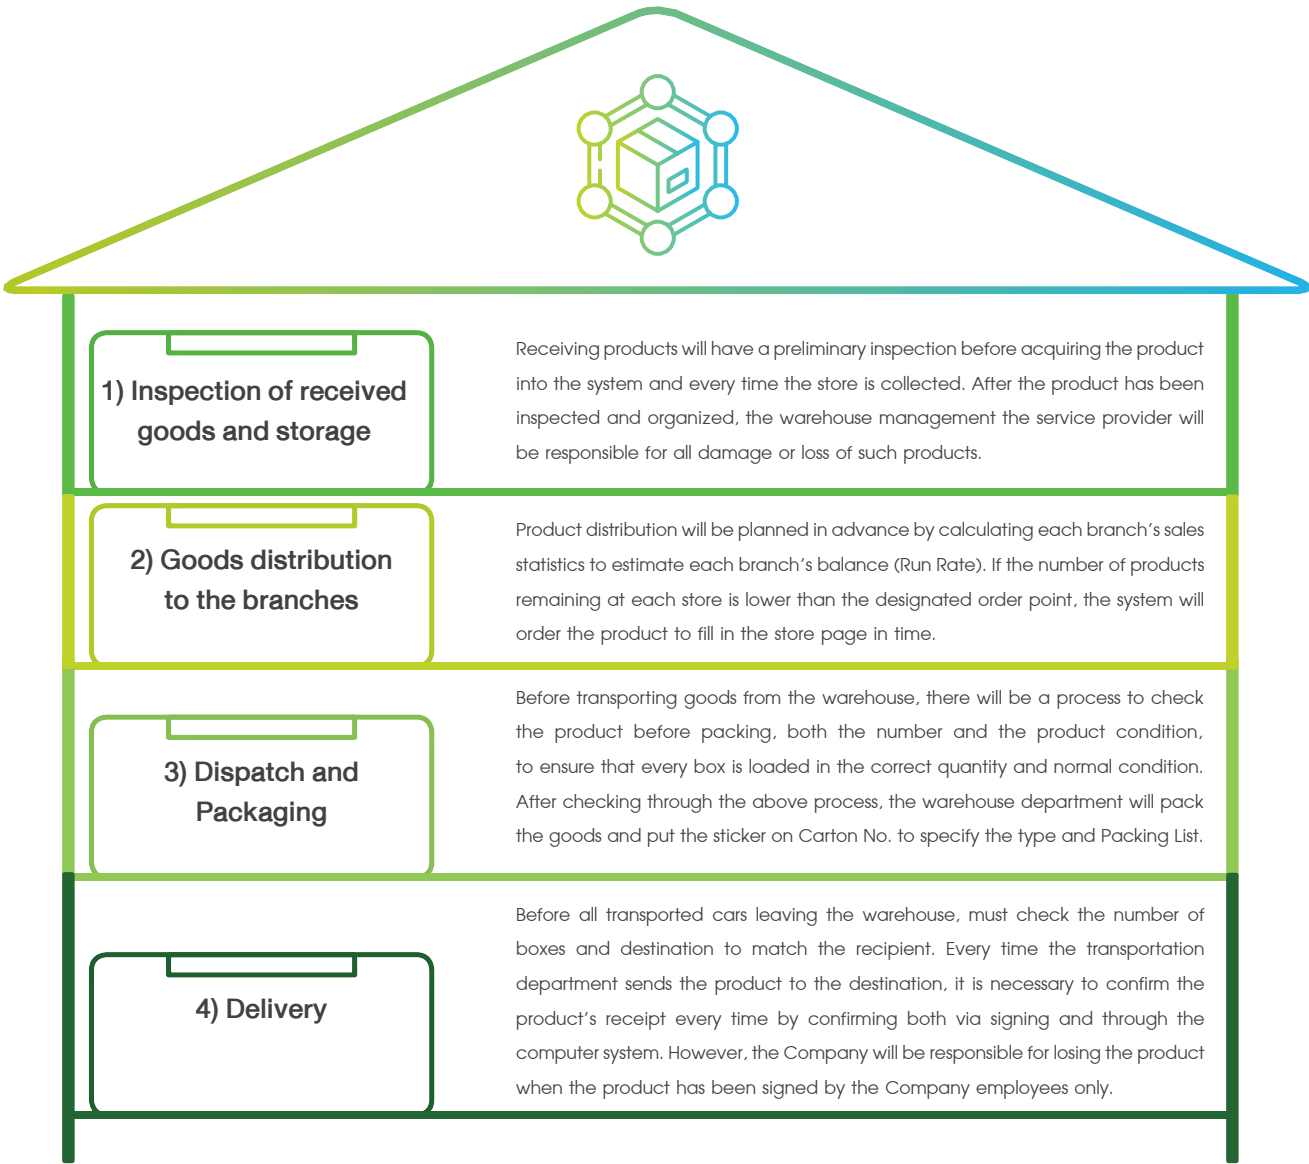 1) Inspection of received
goods and storage
Receiving products will have a preliminary inspection before acquiring the product
into the system and every time the store is collected. After the product has been
inspected and organized, the warehouse management the service provider will
be responsible for all damage or loss of such products.
2) Goods distribution
to the branches
Product distribution will be planned in advance by calculating each branch's sales
statistics to estimate each branch's balance (Run Rate). If the number of products
remaining at each store is lower than the designated order point, the system will
order the product to fill in the store page in time.
3) Dispatch and
Packaging
Before transporting goods from the warehouse, there will be a process to check
the product before packing, both the number and the product condition,
to ensure that every box is loaded in the correct quantity and normal condition.
After checking through the above process, the warehouse department will pack
the goods and put the sticker on Carton No. to specify the type and Packing List.
4) Delivery
Before all transported cars leaving the warehouse, must check the number of
boxes and destination to match the recipient. Every time the transportation
department sends the product to the destination, it is necessary to confirm the
product's receipt every time by confirming both via signing and through the
computer system. However, the Company will be responsible for losing the product
when the product has been signed by the Company employees only.